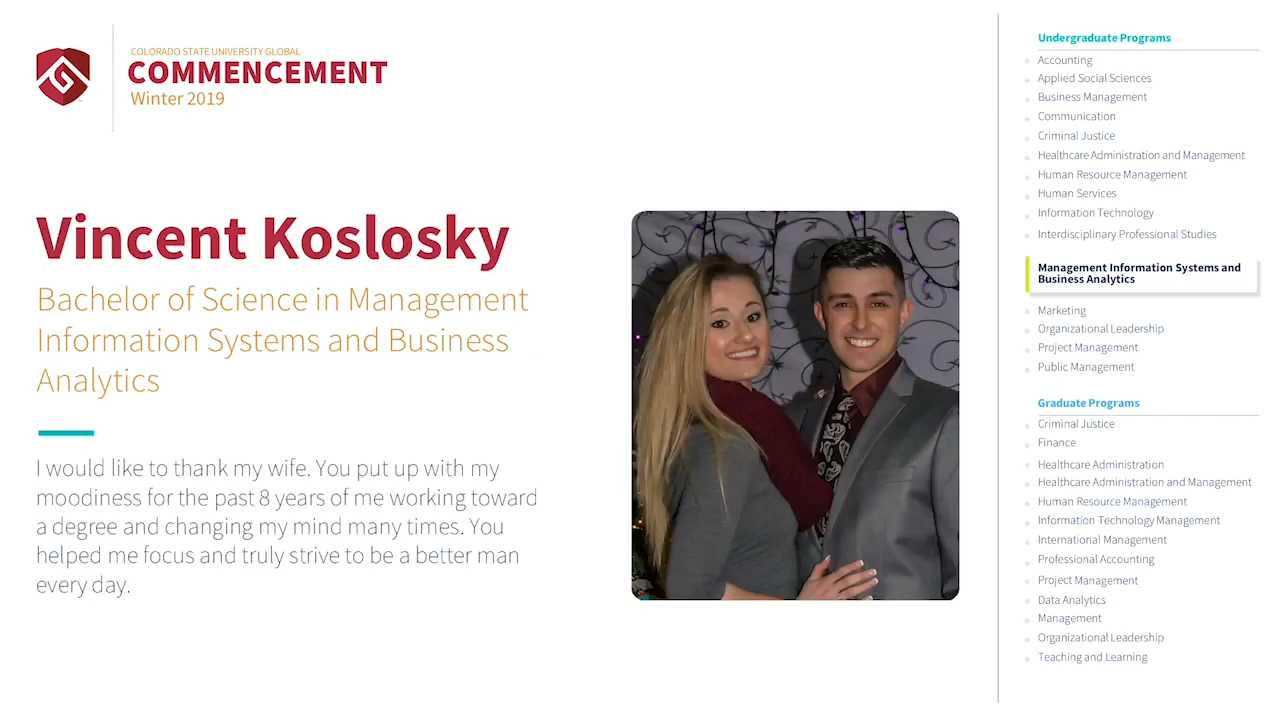 COLORADO STATE UNIVERSITY GLOBAL
COMMENCEMENT
Winter 2019
Vincent Koslosky
Bachelor of Science in Management
Information Systems and Business
Analytics
I would like to thank my wife. You put up with my
moodiness for the past 8 years of me working toward
a degree and changing my mind many times. You
helped me focus and truly strive to be a better man
every day.
Undergraduate Programs
Accounting
Applied Social Sciences
Business Management
Communication
Criminal Justice
Healthcare Administration and Management
Human Resource Management
Human Services
Information Technology
Interdisciplinary Professional Studies
Management Information Systems and
Business Analytics
Marketing
Organizational Leadership
Project Management
Public Management
Graduate Programs
Criminal Justice
Finance
Healthcare Administration
Healthcare Administration and Management
Human Resource Management
Information Technology Management
International Management
Professional Accounting
Project Management
Data Analytics
Management
Organizational Leadership
Teaching and Learning